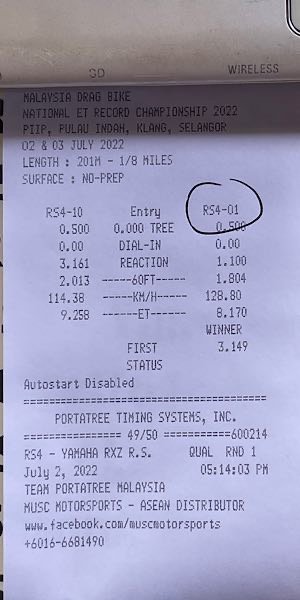 SD WIRELESS
MALAYSIA DRAG BIKE
NATIONAL ET RECORD CHAMPIONSHIP 2022
PIIP, PULAU INDAH, KLANG, SELANGOR
02 & 03 JULY 2022
LENGTH : 201M - 1/8 MILES
SURFACE : NO-PREP
RS4-10 Entry RS4-01
0.500 0.000 TREE 0.500
0.00 DIAL-IN 0.00
3.161 REACTION 1.100
2.013 -----60FT----- 1.804
114.38 -----KM/H----- 128.80
9.258 ------ET------ 8.170
WINNER
FIRST 3.149
STATUS
Autostart Disabled
========================================
PORTATREE TIMING SYSTEMS, INC.
================ 49/50 ===========600214
RS4 - YAMAHA RXZ R.S. QUAL RND 1
July 2, 2022 05:14:03 PM
TEAM PORTATREE MALAYSIA
MUSC MOTORSPORTS - ASEAN DISTRIBUTOR
www.facebook.com/muscmotorsports
+6016-6681490